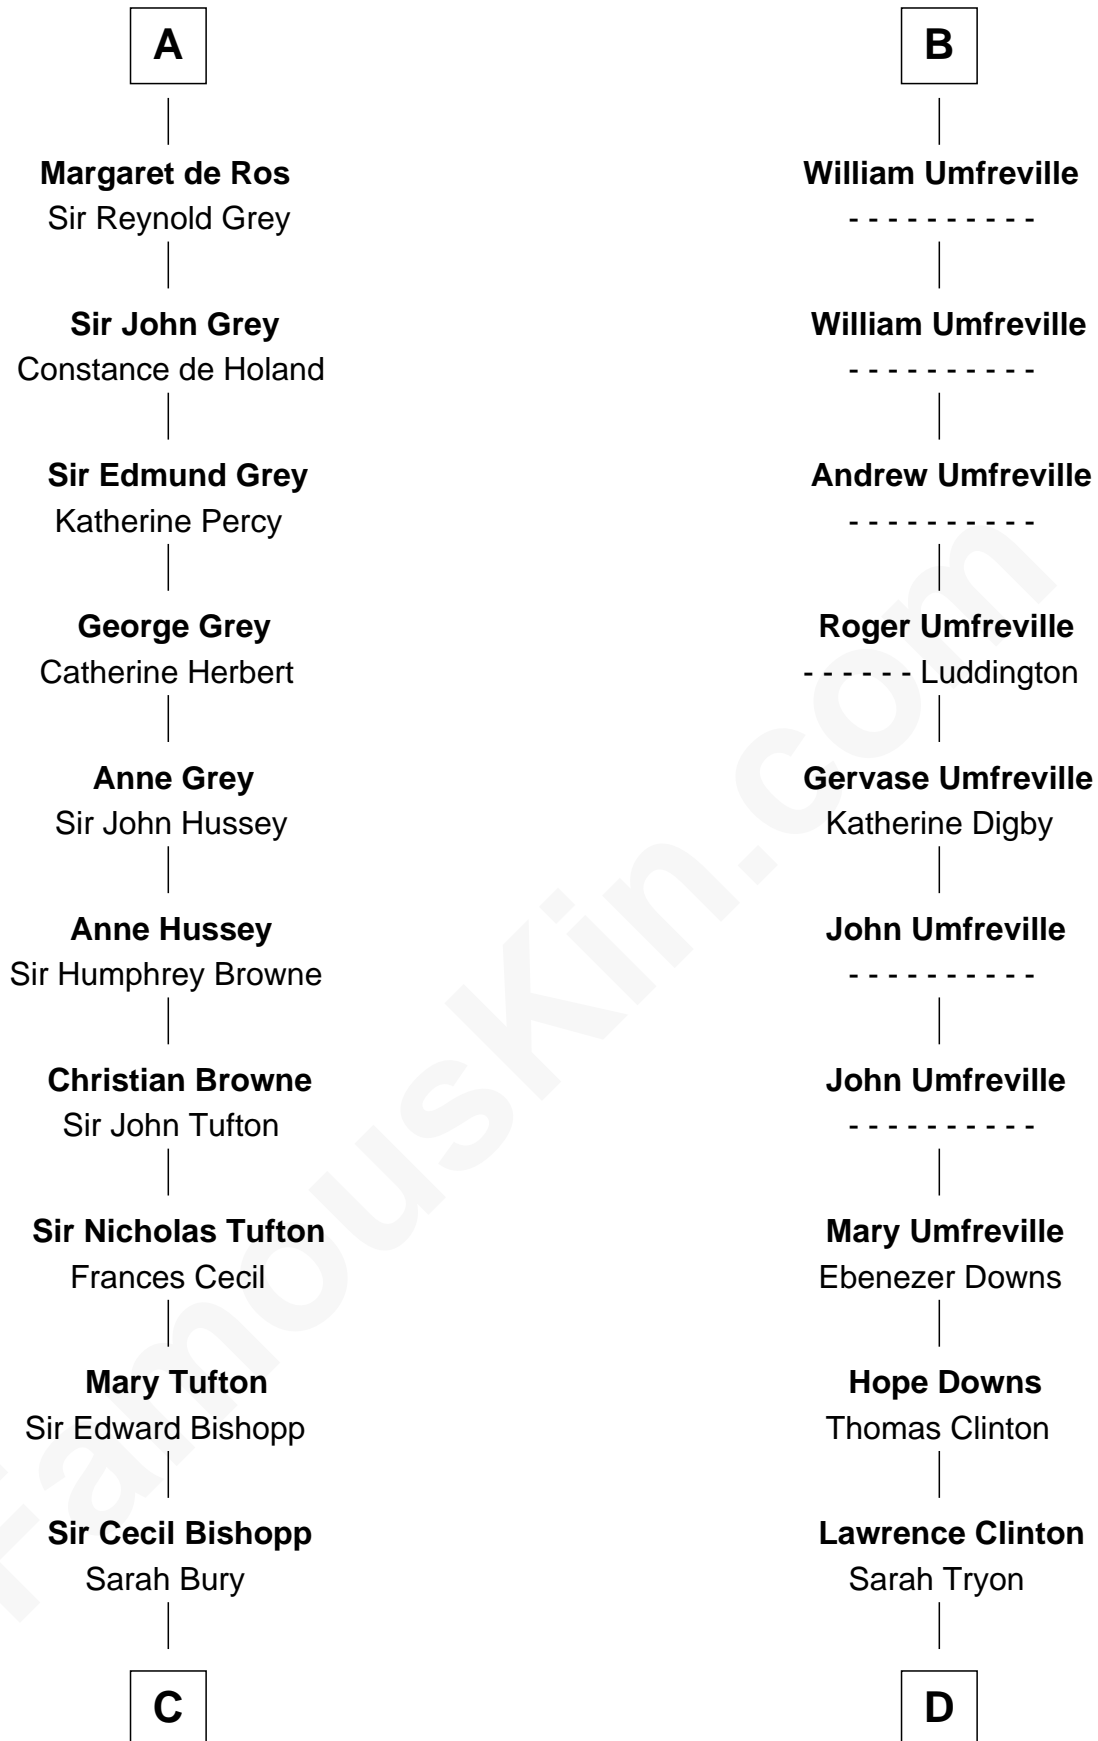 A
Margaret de Ros
Sir Reynold Grey
Sir John Grey
Constance de Holand
Sir Edmund Grey
Katherine Percy
George Grey
Catherine Herbert
Anne Grey
Sir John Hussey
Anne Hussey
Sir Humphrey Browne
Christian Browne
Sir John Tufton
Sir Nicholas Tufton
Frances Cecil
Mary Tufton
Sir Edward Bishopp
Sir Cecil Bishopp
Sarah Bury
C
B
William Umfreville
- - - - - - - - - -
William Umfreville
- - - - - - - - - -
Andrew Umfreville
- - - - - - - - - -
Roger Umfreville
- - - - - - Luddington
Gervase Umfreville
Katherine Digby
John Umfreville
- - - - - - - - - -
John Umfreville
- - - - - - - - - -
Mary Umfreville
Ebenezer Downs
Hope Downs
Thomas Clinton
Lawrence Clinton
Sarah Tryon
D
FamousKin.com